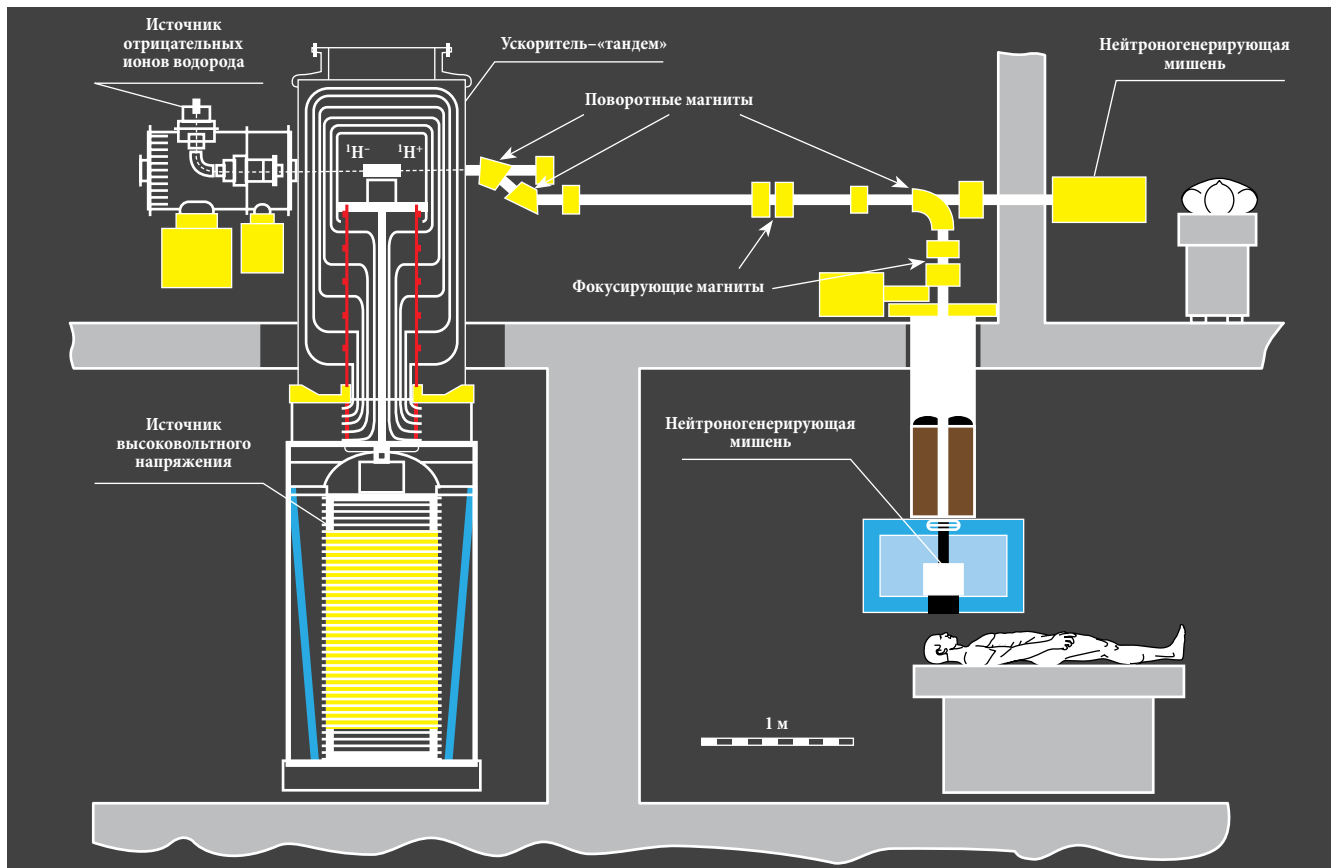 Источник
отрицательных
ионов водорода
Ускоритель–«тандем»
Нейтроногенерирующая
мишень
Поворотные магниты
¹H⁻ ¹H⁺
Фокусирующие магниты
Источник
высоковольтного
напряжения
Нейтроногенерирующая
мишень
1 м